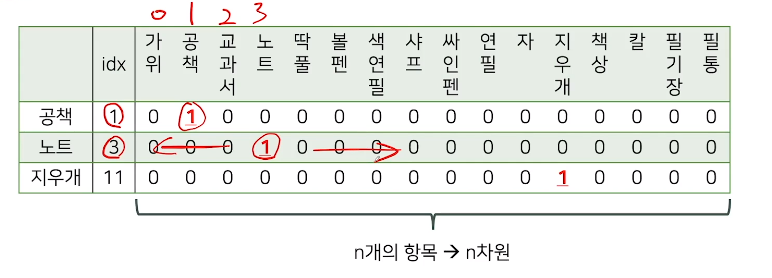 0 1 2 3
idx 가위 공책 교과서 노트 딱풀 볼펜 색연필 샤프 싸인펜 연필 자 지우개 책상 칼 필기장 필통
공책 1 0 1 0 0 0 0 0 0 0 0 0 0 0 0 0 0
노트 3 0 0 0 1 0 0 0 0 0 0 0 0 0 0 0 0
지우개 11 0 0 0 0 0 0 0 0 0 0 0 1 0 0 0 0
n개의 항목 → n차원